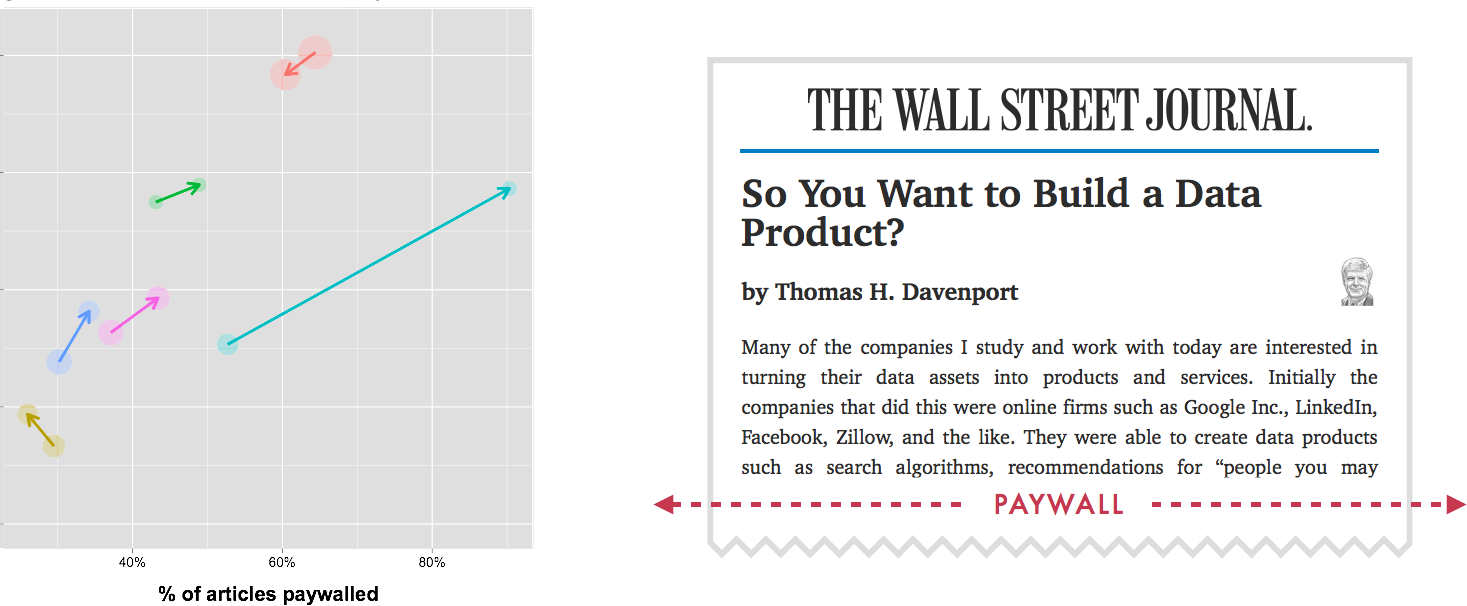 40%
60%
80%
% of articles paywalled
THE WALL STREET JOURNAL.
So You Want to Build a Data
Product?
by Thomas H. Davenport
Many of the companies I study and work with today are interested in
turning their data assets into products and services. Initially the
companies that did this were online firms such as Google Inc., LinkedIn,
Facebook, Zillow, and the like. They were able to create data products
such as search algorithms, recommendations for “people you may
PAYWALL